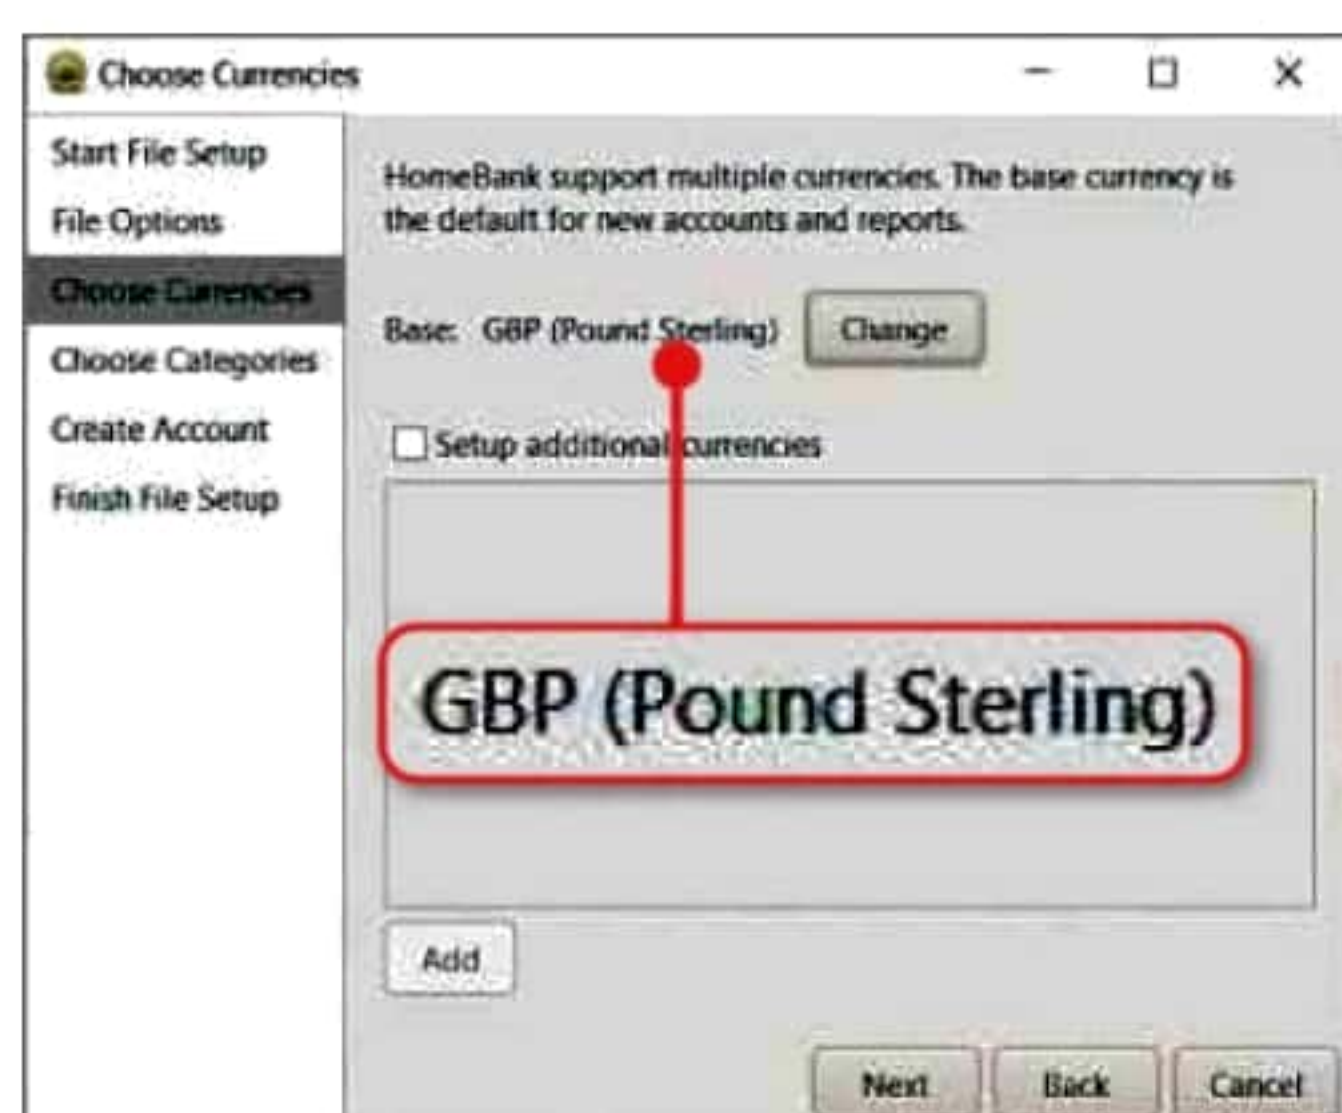 Choose Currencies
Start File Setup
File Options
Choose Currencies
Choose Categories
Create Account
Finish File Setup
HomeBank support multiple currencies. The base currency is
the default for new accounts and reports.
Base: GBP (Pound Sterling) Change
Setup additional currencies
GBP (Pound Sterling)
Add
Next Back Cancel